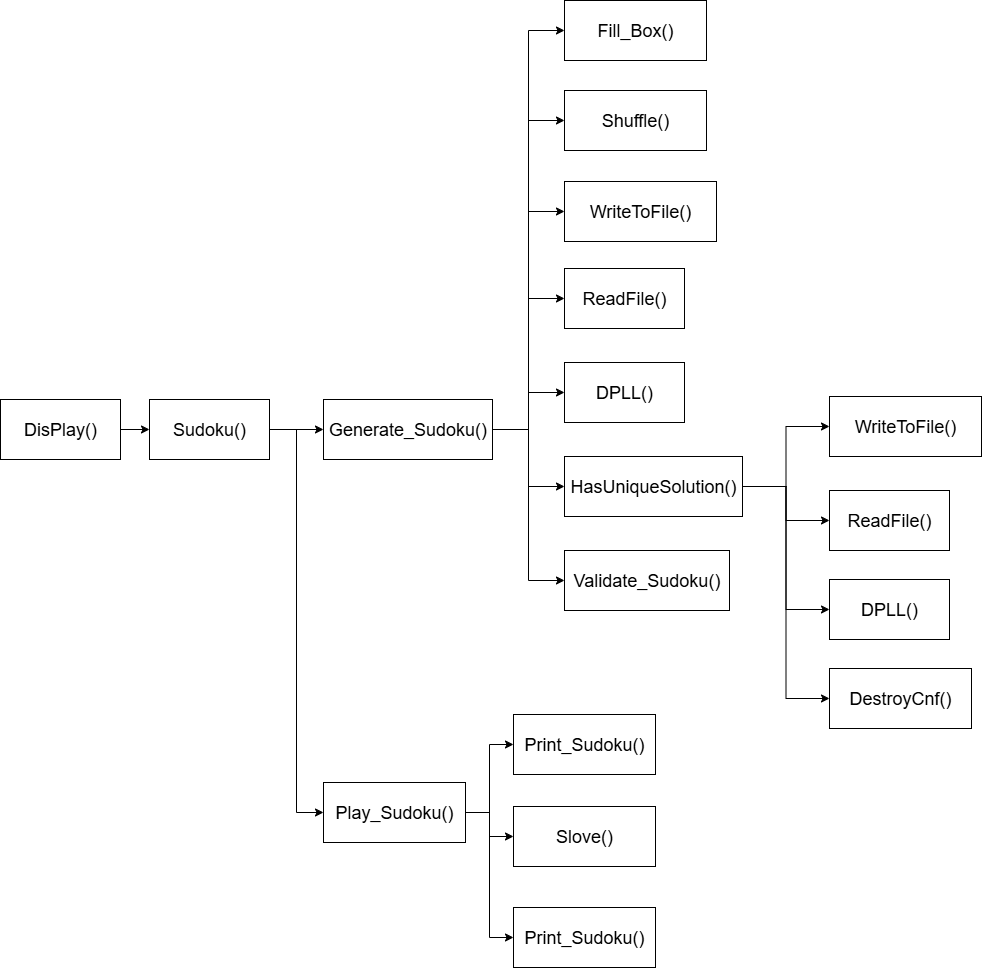 Fill_Box()
Shuffle()
WriteToFile()
ReadFile()
DPLL()
DisPlay()
Sudoku()
Generate_Sudoku()
HasUniqueSolution()
Validate_Sudoku()
WriteToFile()
ReadFile()
DPLL()
DestroyCnf()
Play_Sudoku()
Print_Sudoku()
Slove()
Print_Sudoku()